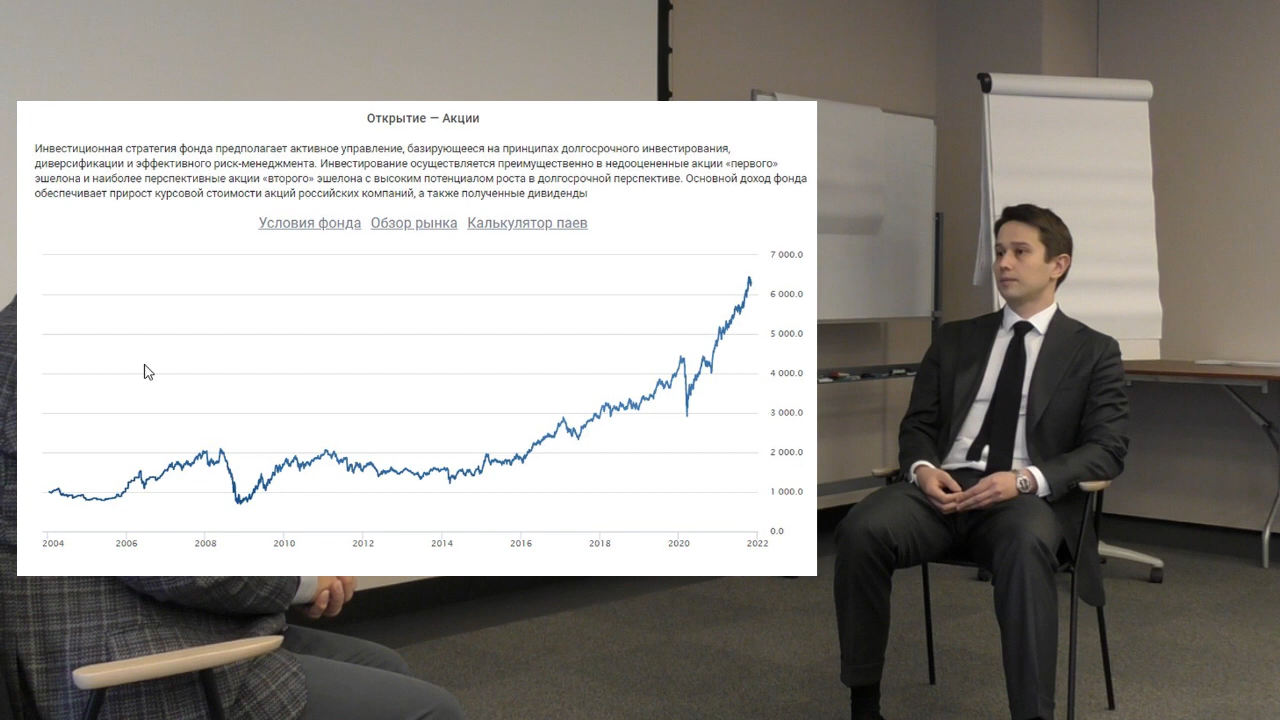 Открытие — Акции
Инвестиционная стратегия фонда предполагает активное управление, базирующееся на принципах долгосрочного инвестирования,
диверсификации и эффективного риск-менеджмента. Инвестирование осуществляется преимущественно в недооцененные акции «первого»
эшелона и наиболее перспективные акции «второго» эшелона с высоким потенциалом роста в долгосрочной перспективе. Основной доход фонда
обеспечивает прирост курсовой стоимости акций российских компаний, а также полученные дивиденды
Условия фонда Обзор рынка Калькулятор паев
7 000.0
6 000.0
5 000.0
4 000.0
3 000.0
2 000.0
1 000.0
0.0
2004 2006 2008 2010 2012 2014 2016 2018 2020 2022